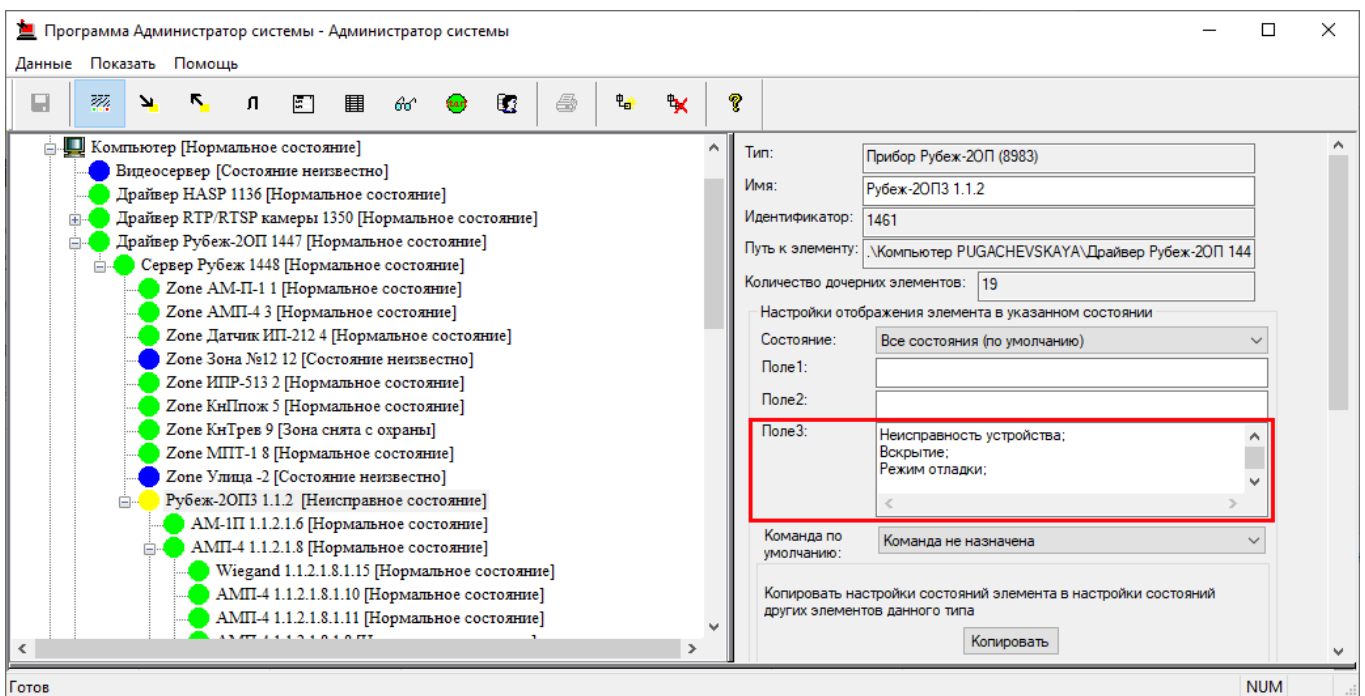 Программа Администратор системы - Администратор системы
Данные Показать Помощь
Л
Компьютер [Нормальное состояние]
Видеосервер [Состояние неизвестно]
Драйвер HASP 1136 [Нормальное состояние]
Драйвер RTP/RTSP камеры 1350 [Нормальное состояние]
Драйвер Рубеж-2ОП 1447 [Нормальное состояние]
Сервер Рубеж 1448 [Нормальное состояние]
Zone АМ-П-1 1 [Нормальное состояние]
Zone АМП-4 3 [Нормальное состояние]
Zone Датчик ИП-212 4 [Нормальное состояние]
Zone Зона №12 12 [Состояние неизвестно]
Zone ИПР-513 2 [Нормальное состояние]
Zone КнПпож 5 [Нормальное состояние]
Zone КнТрев 9 [Зона снята с охраны]
Zone МПТ-1 8 [Нормальное состояние]
Zone Улица -2 [Состояние неизвестно]
Рубеж-2ОП3 1.1.2 [Неисправное состояние]
АМ-1П 1.1.2.1.6 [Нормальное состояние]
АМП-4 1.1.2.1.8 [Нормальное состояние]
Wiegand 1.1.2.1.8.1.15 [Нормальное состояние]
АМП-4 1.1.2.1.8.1.10 [Нормальное состояние]
АМП-4 1.1.2.1.8.1.11 [Нормальное состояние]
Тип: Прибор Рубеж-2ОП (8983)
Имя: Рубеж-2ОП3 1.1.2
Идентификатор: 1461
Путь к элементу: .\Компьютер PUGACHEVSKAYA\Драйвер Рубеж-2ОП 144
Количество дочерних элементов: 19
Настройки отображения элемента в указанном состоянии
Состояние: Все состояния (по умолчанию)
Поле1:
Поле2:
Поле3: Неисправность устройства;
Вскрытие;
Режим отладки;
Команда по умолчанию: Команда не назначена
Копировать настройки состояний элемента в настройки состояний
других элементов данного типа
Копировать
Готов NUM